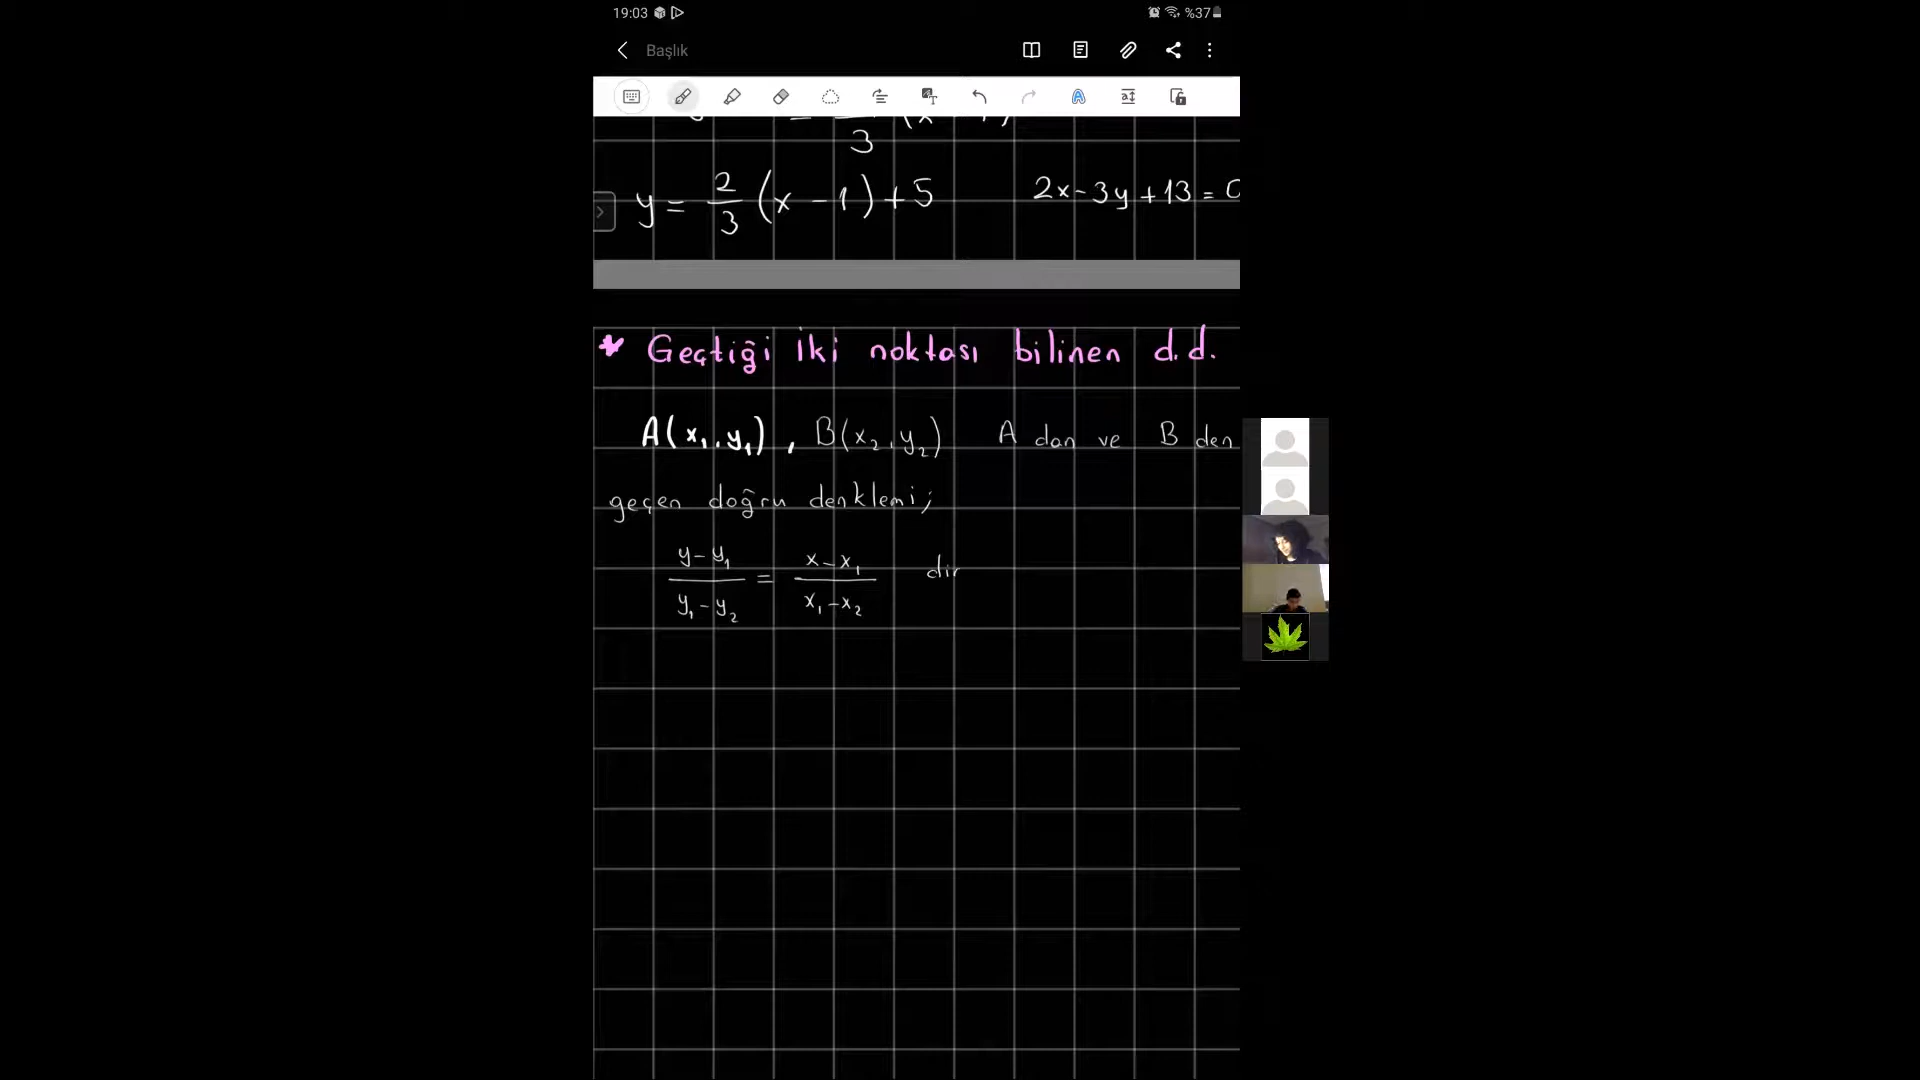 19:03 %37
Başlık
3
y = 2/3 (x - 1) + 5 2x - 3y + 13 = 0
* Geçtiği iki noktası bilinen d.d.
A(x₁, y₁), B(x₂, y₂) A dan ve B den
geçen doğru denklemi;
(y - y₁)/(y₁ - y₂) = (x - x₁)/(x₁ - x₂) dir